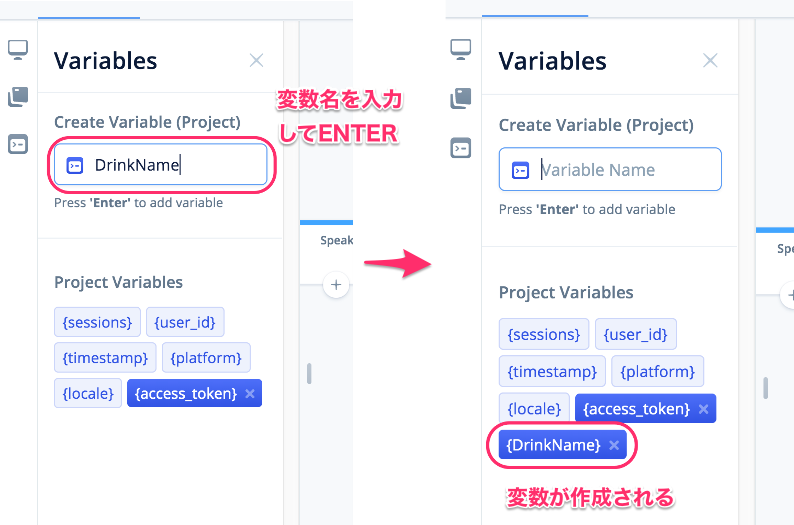 Variables
Create Variable (Project)
DrinkName
Press 'Enter' to add variable
Project Variables
{sessions} {user_id}
{timestamp} {platform}
{locale} {access_token}
変数名を入力
してENTER
Speak
Variables
Create Variable (Project)
Variable Name
Press 'Enter' to add variable
Project Variables
{sessions} {user_id}
{timestamp} {platform}
{locale} {access_token}
{DrinkName}
変数が作成される
Spe